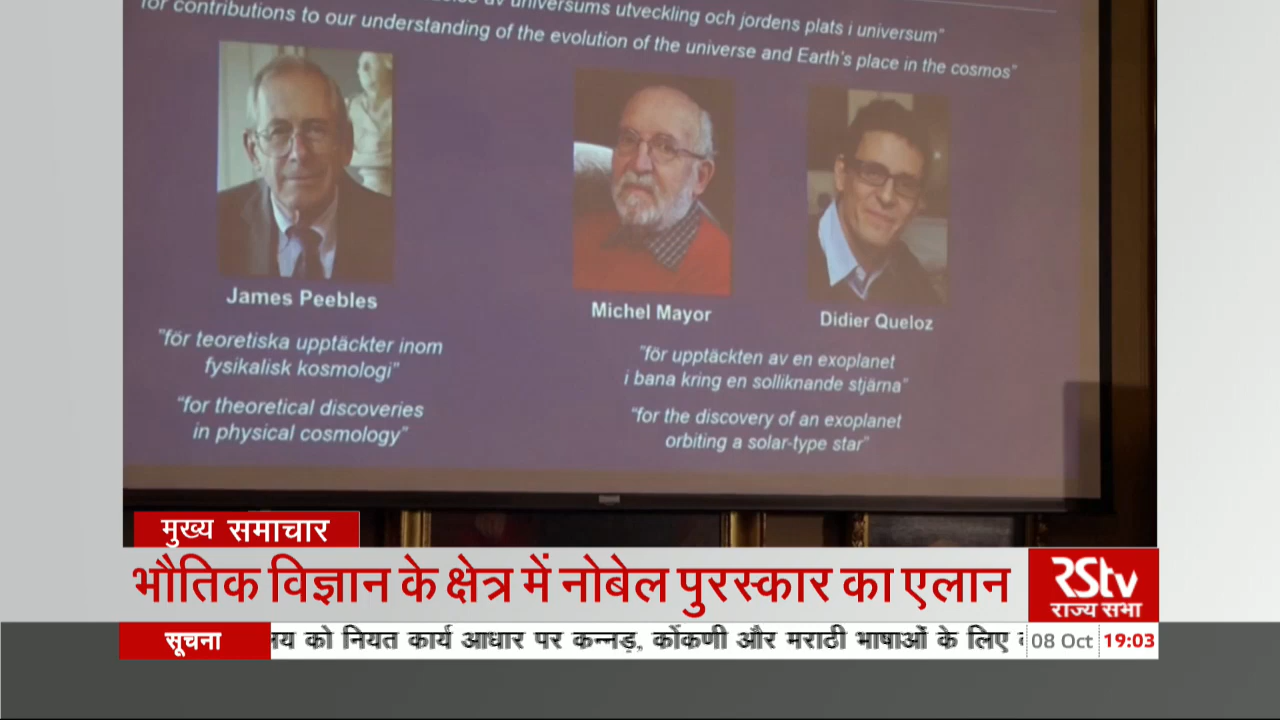 av universums utveckling och jordens plats i universum”
for contributions to our understanding of the evolution of the universe and Earth's place in the cosmos”
James Peebles
Michel Mayor
Didier Queloz
”för teoretiska upptäckter inom
fysikalisk kosmologi”
“for theoretical discoveries
in physical cosmology”
”för upptäckten av en exoplanet
i bana kring en solliknande stjärna”
“for the discovery of an exoplanet
orbiting a solar-type star”
मुख्य समाचार
भौतिक विज्ञान के क्षेत्र में नोबेल पुरस्कार का एलान
RStv
राज्य सभा
सूचना
को नियत कार्य आधार पर कन्नड़, कोंकणी और मराठी भाषाओं के लिए
08 Oct 19:03